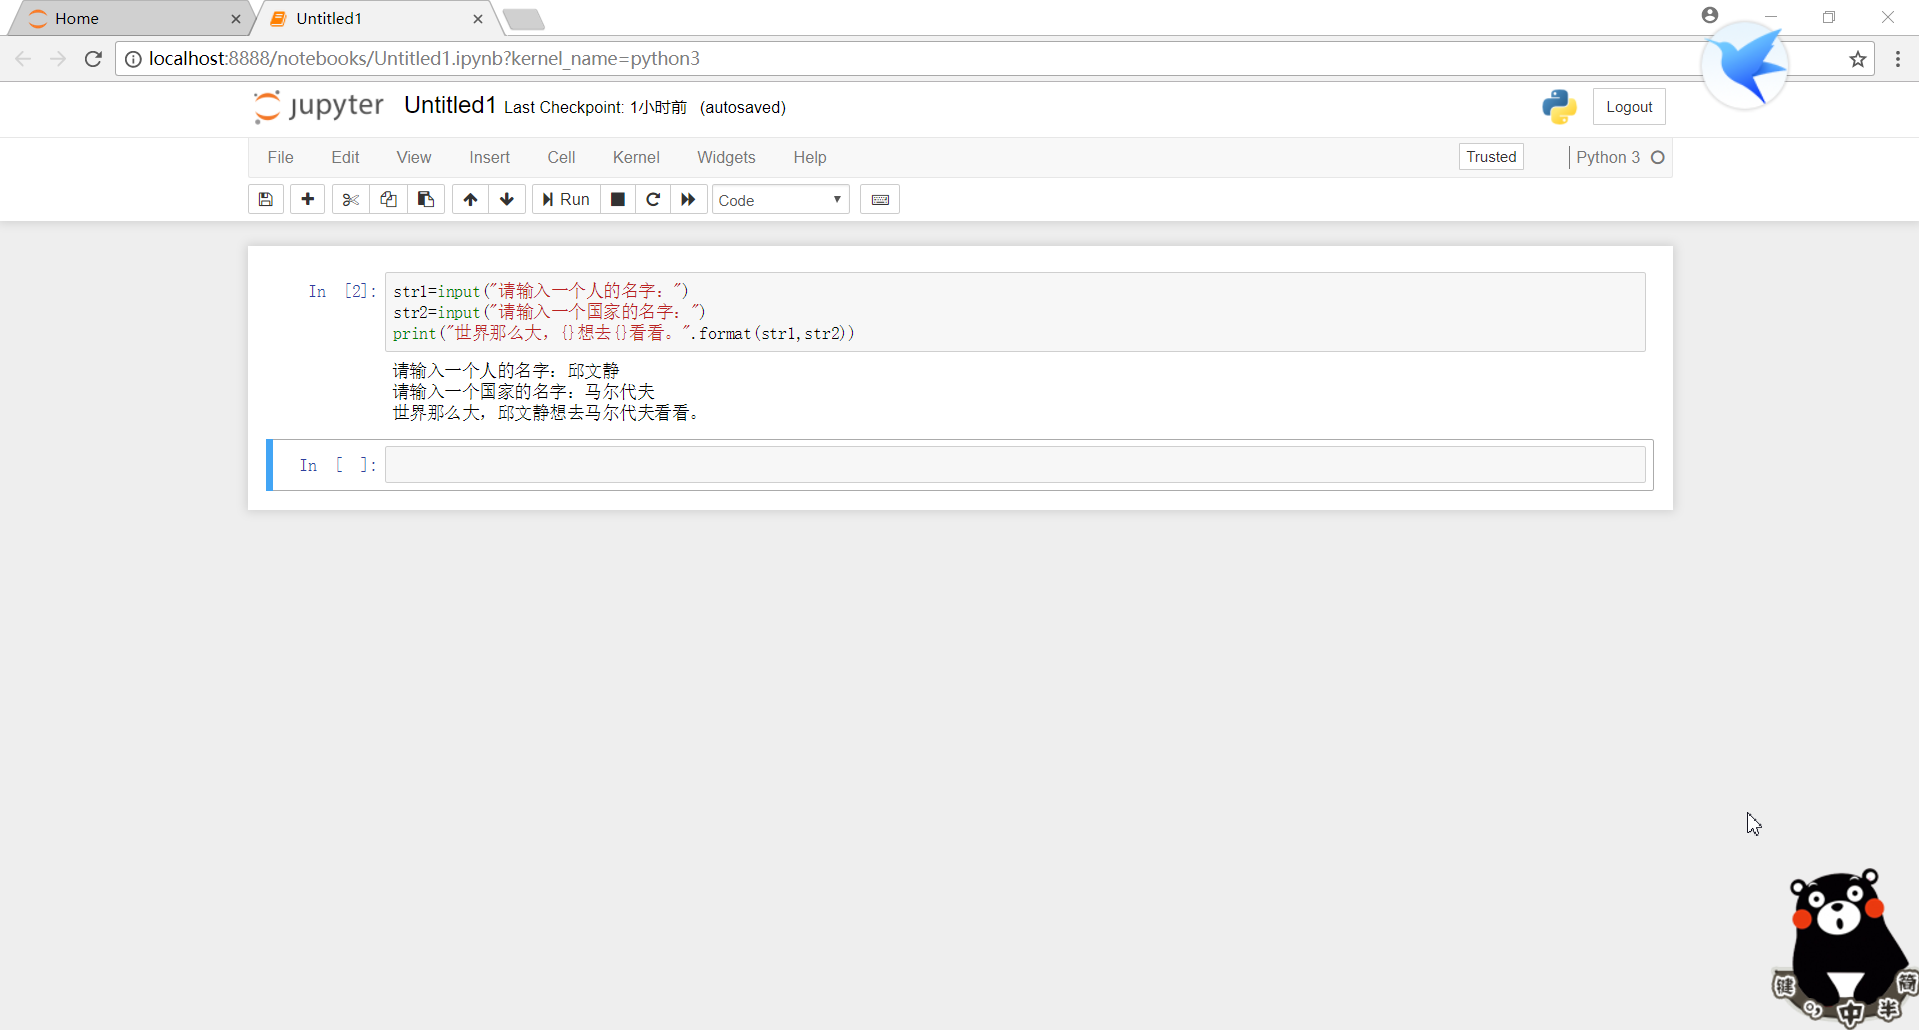 Home
Untitled1
localhost:8888/notebooks/Untitled1.ipynb?kernel_name=python3
jupyter Untitled1 Last Checkpoint: 1小时前 (autosaved)
Logout
File Edit View Insert Cell Kernel Widgets Help
Trusted
Python 3
Run
Code
In [2]:
str1=input("请输入一个人的名字：")
str2=input("请输入一个国家的名字：")
print("世界那么大，{}想去{}看看。".format(str1,str2))
请输入一个人的名字：邱文静
请输入一个国家的名字：马尔代夫
世界那么大，邱文静想去马尔代夫看看。
In [ ]:
键 中 半 简